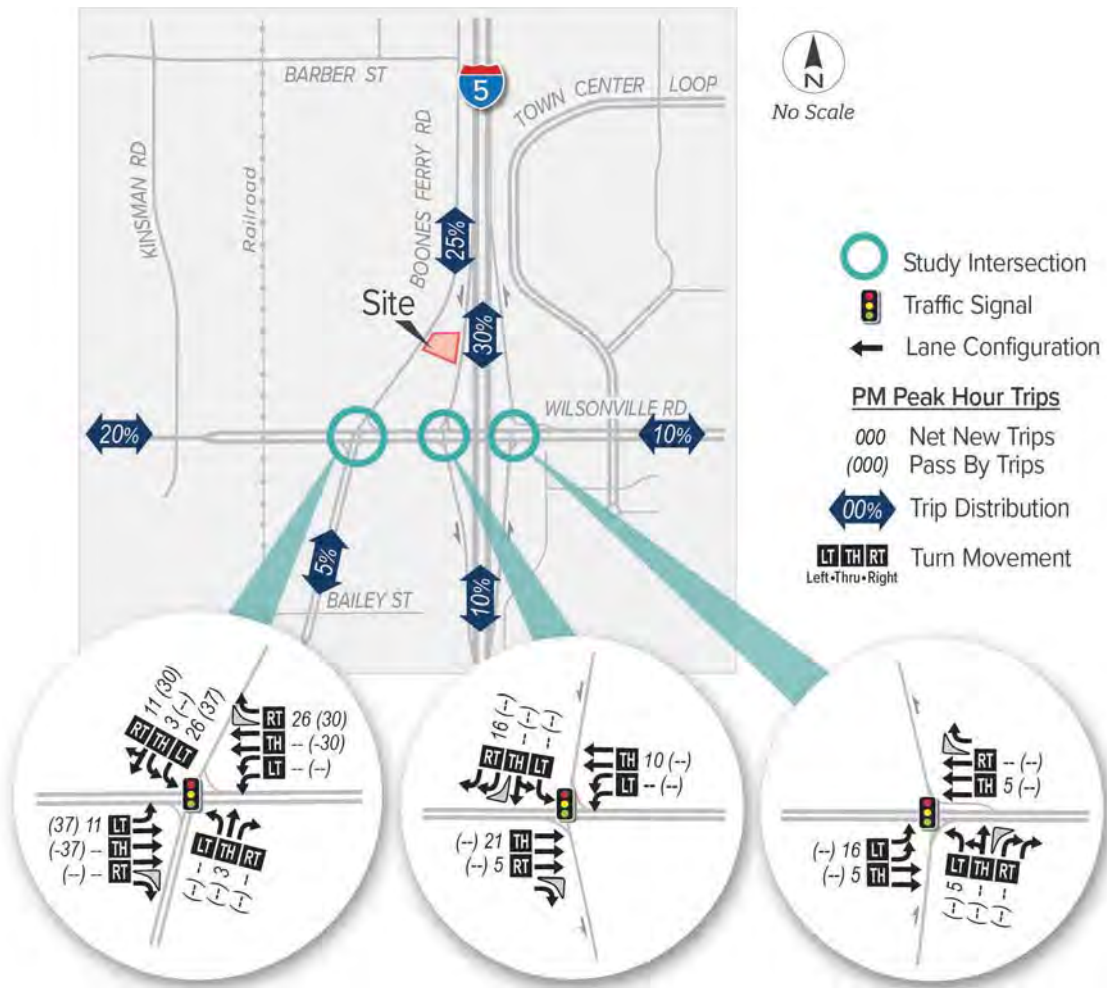 BARBER ST
5
TOWN CENTER LOOP
N
No Scale
KINSMAN RD
Railroad
BOONES FERRY RD
25%
Site
30%
WILSONVILLE RD
20%
10%
5%
BAILEY ST
10%
Study Intersection
Traffic Signal
Lane Configuration
PM Peak Hour Trips
000 Net New Trips
(000) Pass By Trips
00% Trip Distribution
LT TH RT Turn Movement
Left•Thru•Right
11 (30)
3 (--)
26 (37)
RT TH LT
RT 26 (30)
TH -- (-30)
LT -- (--)
(37) 11 LT
(-37) -- TH
(--) -- RT
LT TH RT
(--) --
(--) 3
(--) --
16 (--)
-- (--)
-- (--)
RT TH LT
TH 10 (--)
LT -- (--)
(--) 21 TH
(--) 5 RT
RT -- (--)
TH 5 (--)
(--) 16 LT
(--) 5 TH
LT TH RT
(--) 5
(--) --
(--) --